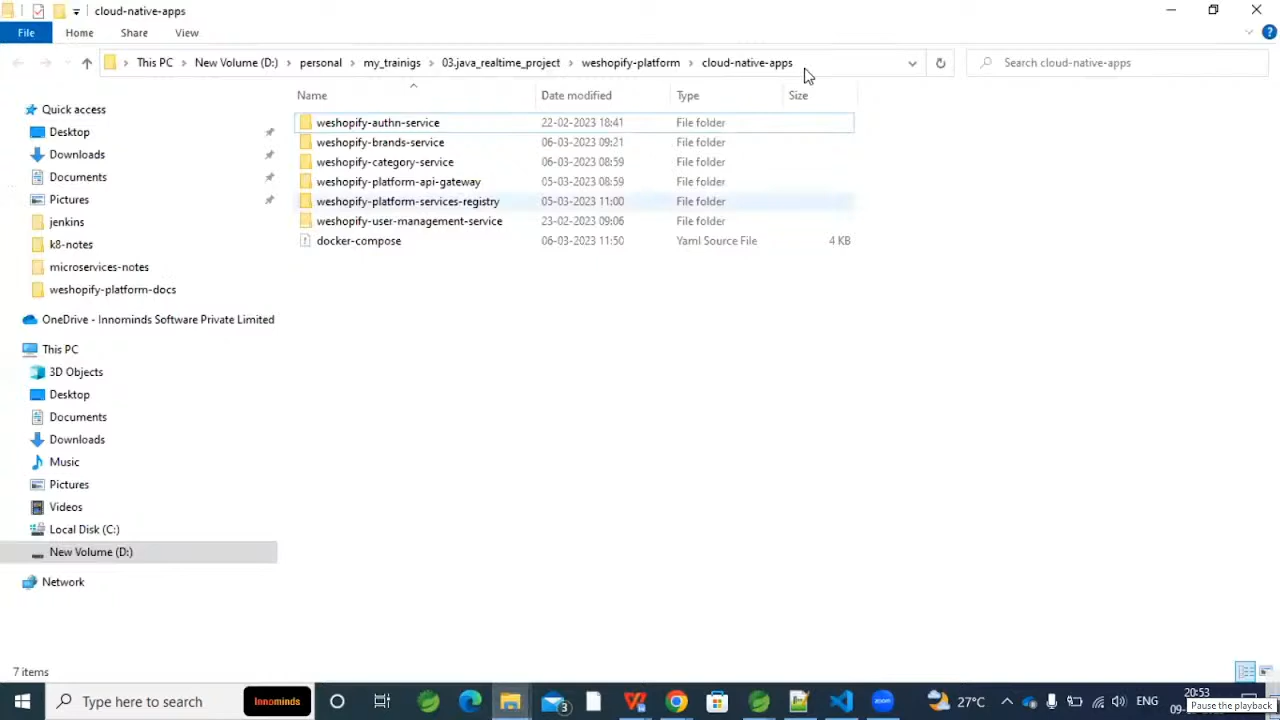 cloud-native-apps
File Home Share View
This PC New Volume (D:) personal my_trainigs 03.java_realtime_project weshopify-platform cloud-native-apps
Search cloud-native-apps
Name Date modified Type Size
weshopify-authn-service 22-02-2023 18:41 File folder
weshopify-brands-service 06-03-2023 09:21 File folder
weshopify-category-service 06-03-2023 08:59 File folder
weshopify-platform-api-gateway 05-03-2023 08:59 File folder
weshopify-platform-services-registry 05-03-2023 11:00 File folder
weshopify-user-management-service 23-02-2023 09:06 File folder
docker-compose 06-03-2023 11:50 Yaml Source File 4 KB
Quick access
Desktop
Downloads
Documents
Pictures
jenkins
k8-notes
microservices-notes
weshopify-platform-docs
OneDrive - Innominds Software Private Limited
This PC
3D Objects
Desktop
Documents
Downloads
Music
Pictures
Videos
Local Disk (C:)
New Volume (D:)
Network
7 items
Type here to search
Innominds
3
zoom
27°C
ENG
20:53
Pause the playback